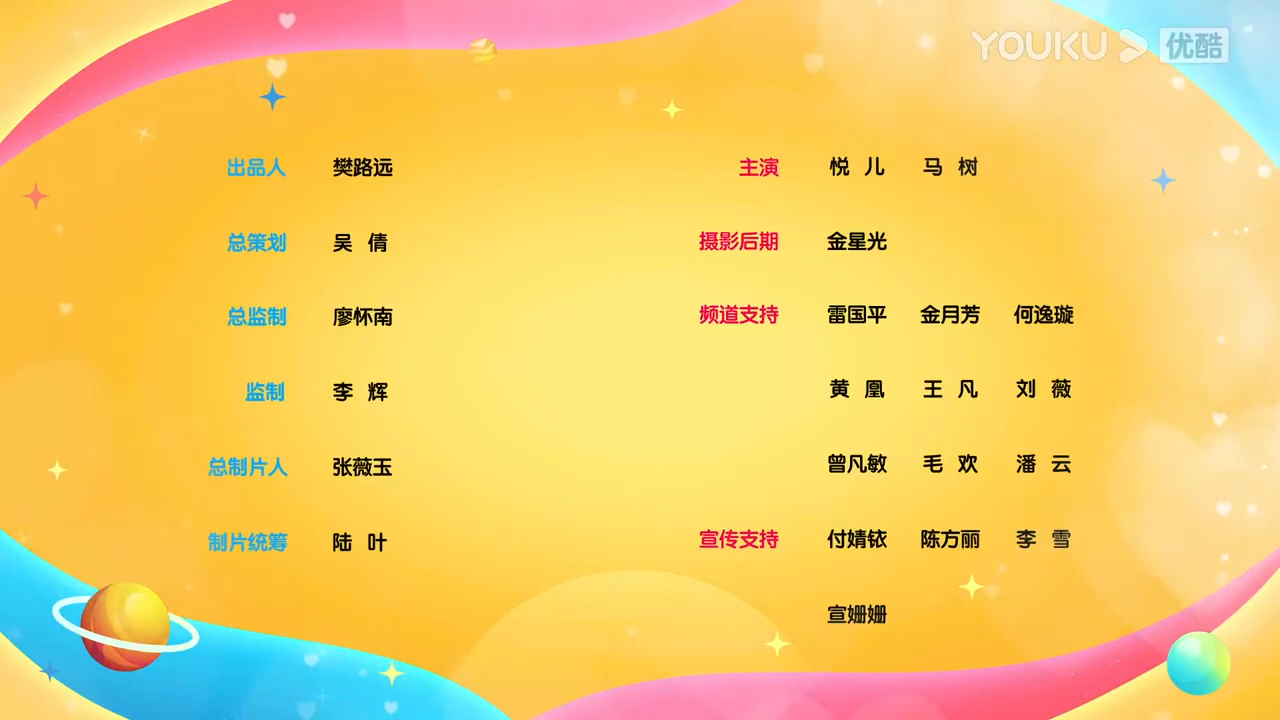 YOUKU 优酷
出品人 樊路远
总策划 吴倩
总监制 廖怀南
监制 李辉
总制片人 张薇玉
制片统筹 陆叶
主演 悦儿 马树
摄影后期 金星光
频道支持 雷国平 金月芳 何逸璇
黄凰 王凡 刘薇
曾凡敏 毛欢 潘云
宣传支持 付婧铱 陈方丽 李雪
宣姗姗